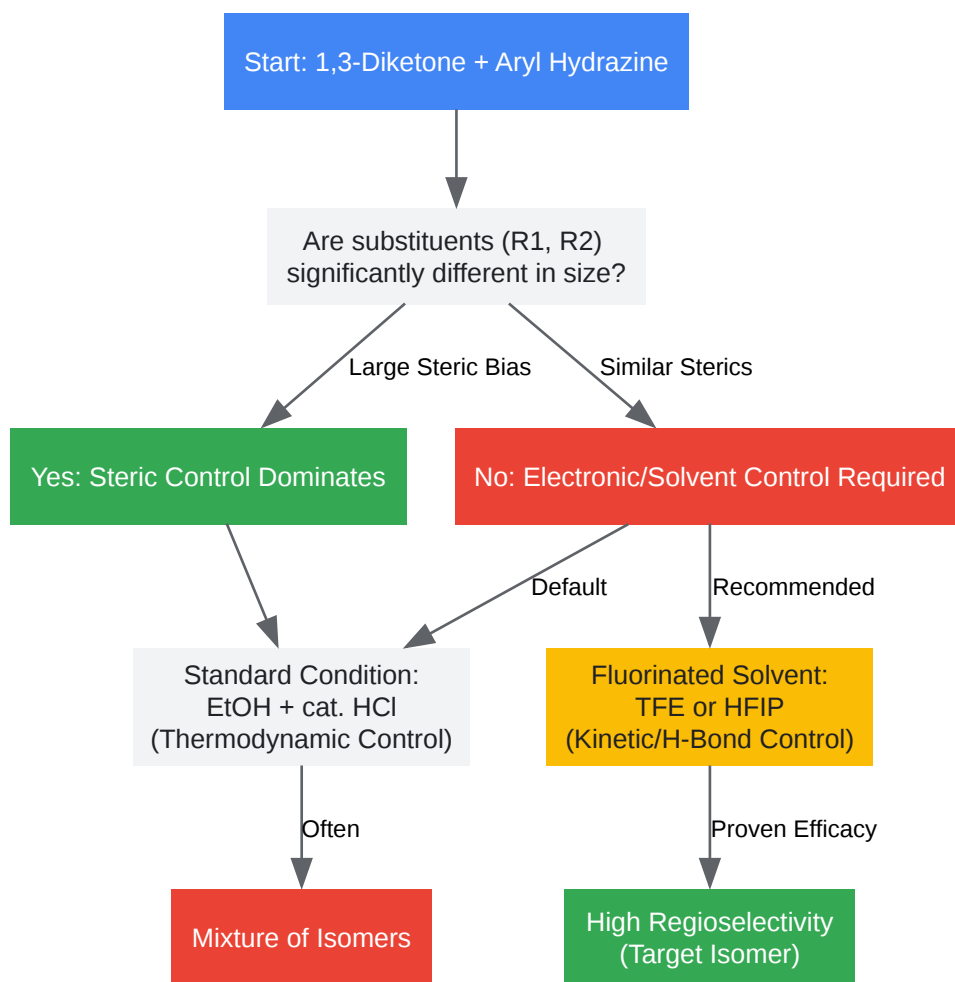 Start: 1,3-Diketone + Aryl Hydrazine
Are substituents (R1, R2)
significantly different in size?
Large Steric Bias
Similar Sterics
Yes: Steric Control Dominates
No: Electronic/Solvent Control Required
Default
Recommended
Standard Condition:
EtOH + cat. HCl
(Thermodynamic Control)
Fluorinated Solvent:
TFE or HFIP
(Kinetic/H-Bond Control)
Often
Proven Efficacy
Mixture of Isomers
High Regioselectivity
(Target Isomer)